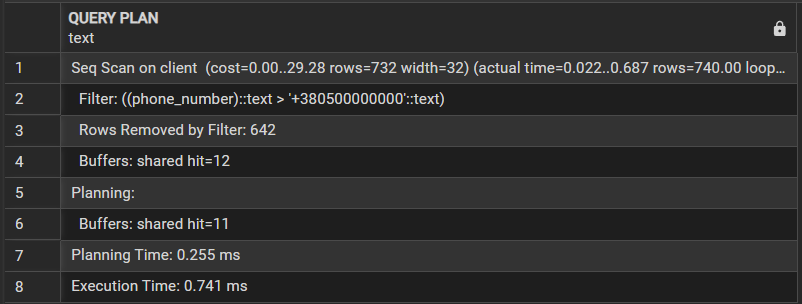 QUERY PLAN
text
1 Seq Scan on client (cost=0.00..29.28 rows=732 width=32) (actual time=0.022..0.687 rows=740.00 loop...
2 Filter: ((phone_number)::text > '+380500000000'::text)
3 Rows Removed by Filter: 642
4 Buffers: shared hit=12
5 Planning:
6 Buffers: shared hit=11
7 Planning Time: 0.255 ms
8 Execution Time: 0.741 ms